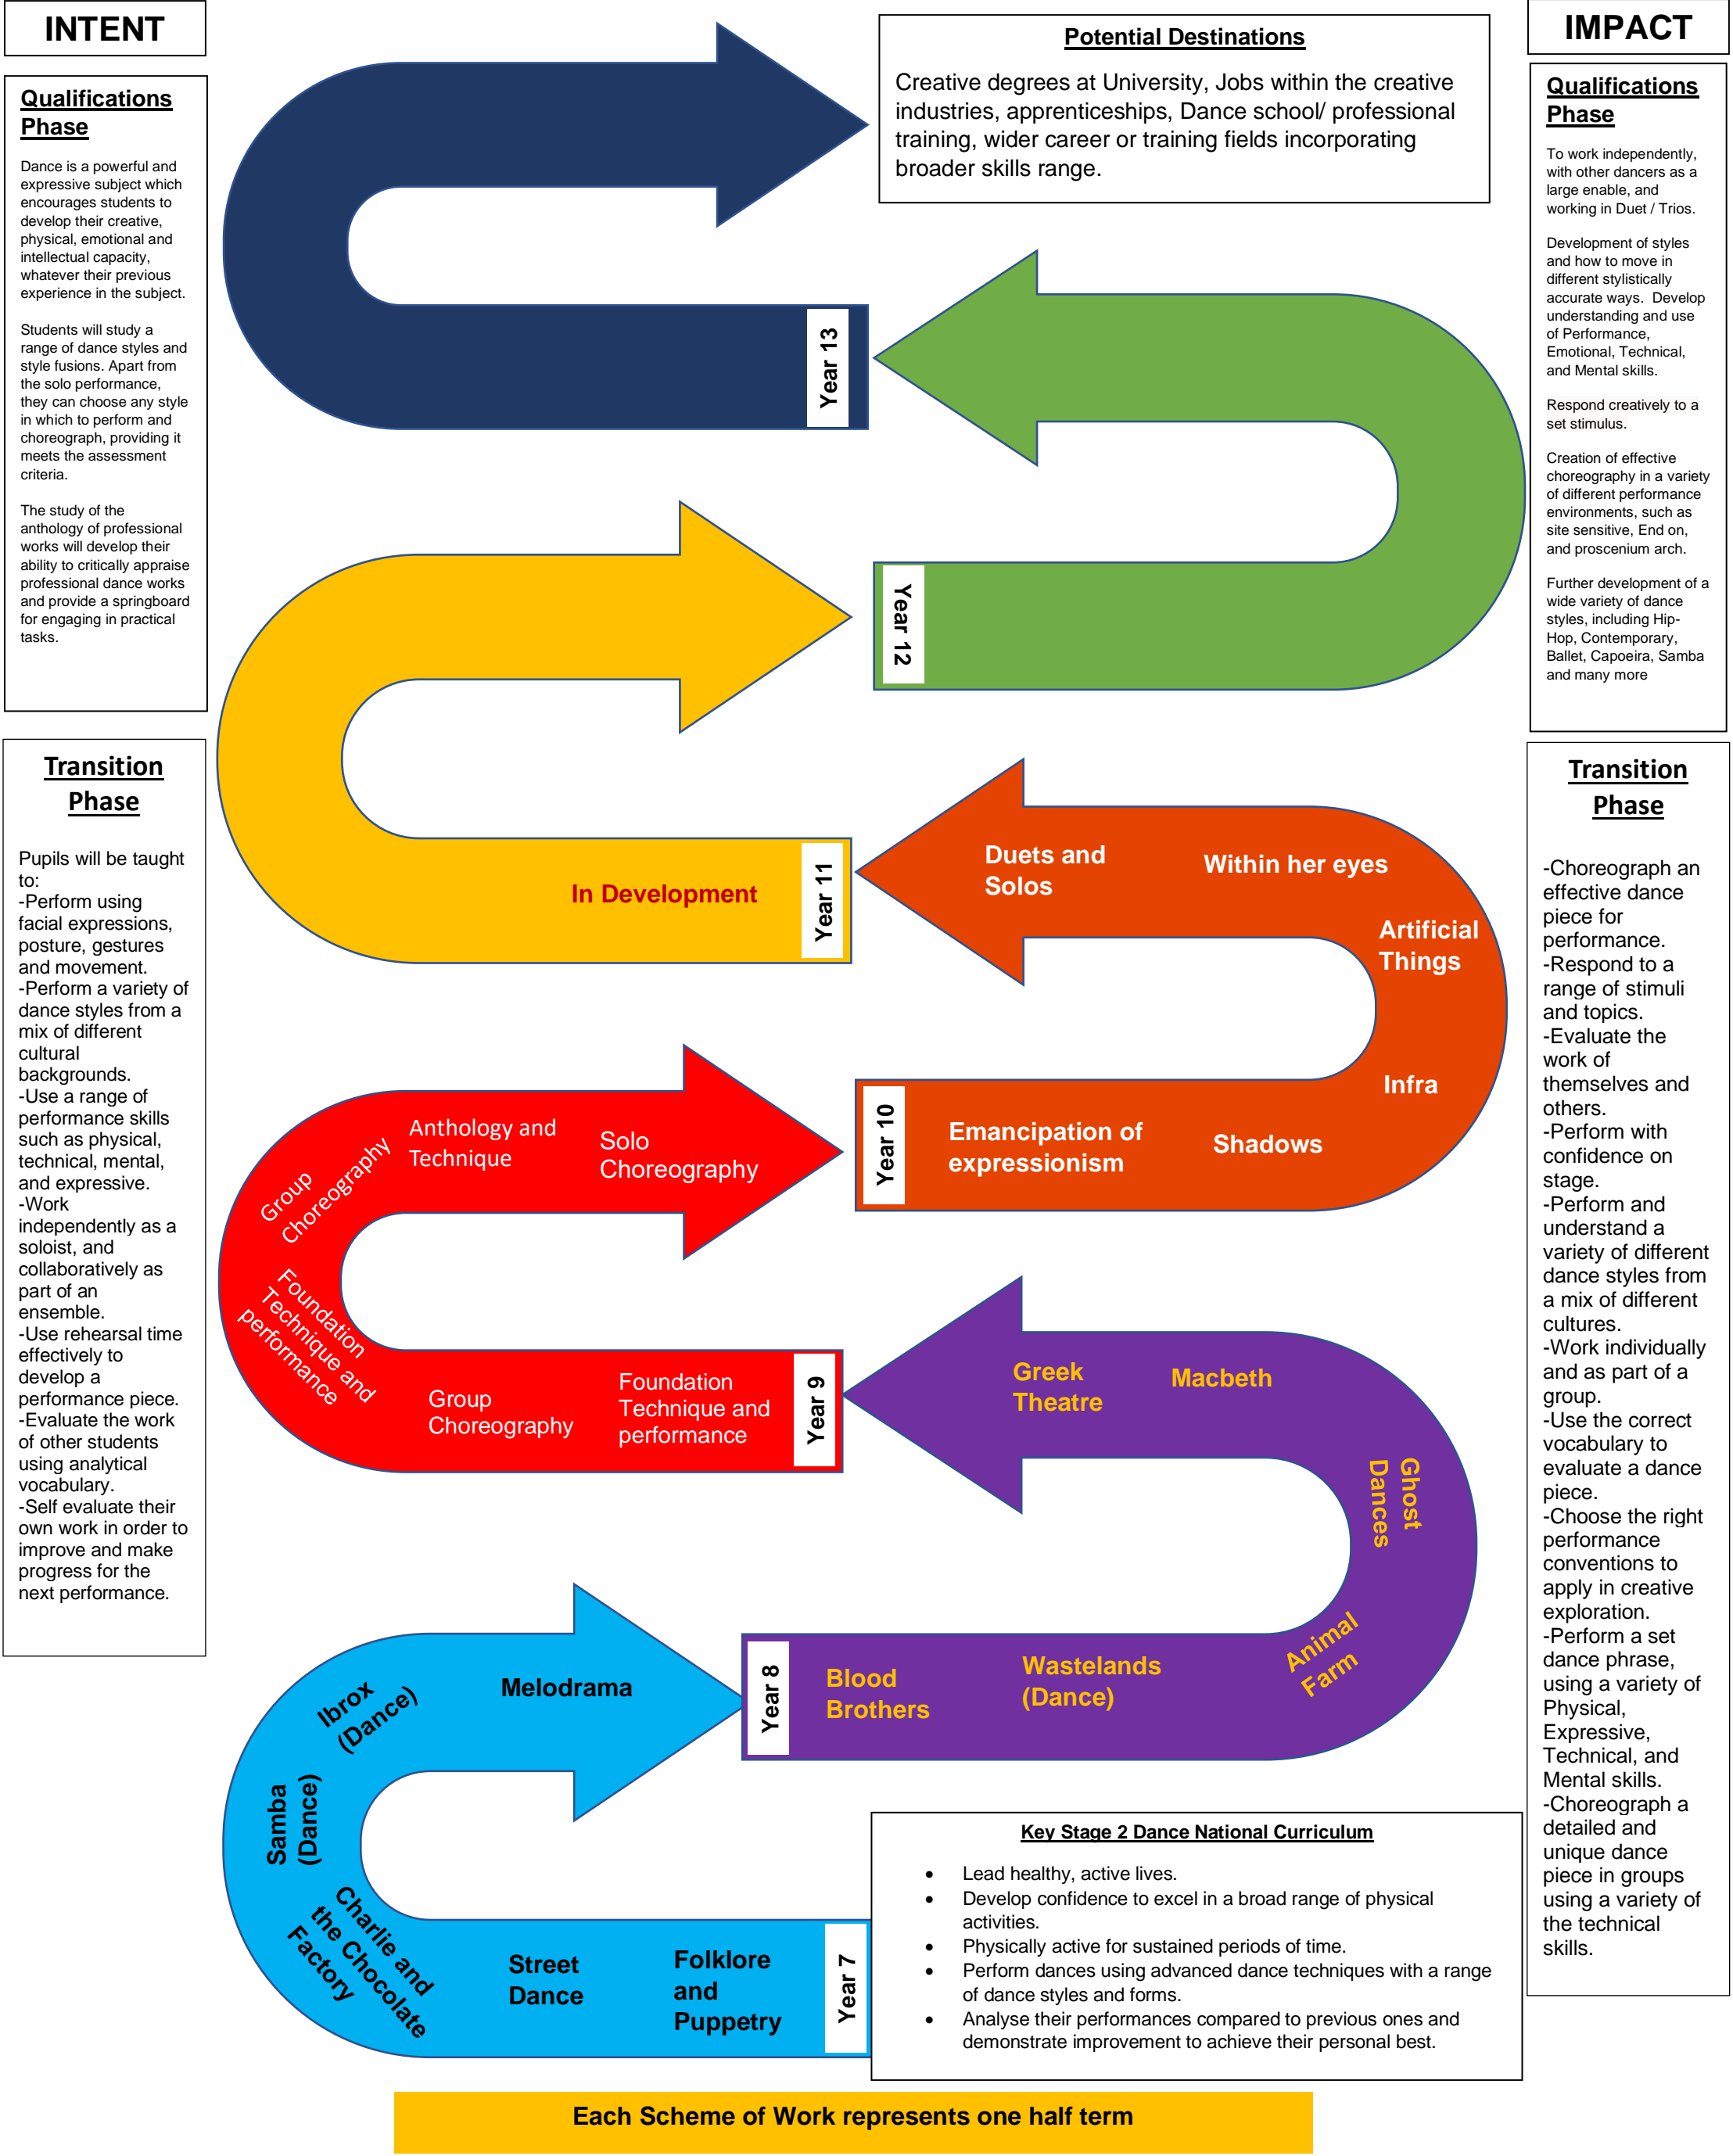 INTENT
Qualifications
Phase
Dance is a powerful and
expressive subject which
encourages students to
develop their creative,
physical, emotional and
intellectual capacity,
whatever their previous
experience in the subject.
Students will study a
range of dance styles and
style fusions. Apart from
the solo performance,
they can choose any style
in which to perform and
choreograph, providing it
meets the assessment
criteria.
The study of the
anthology of professional
works will develop their
ability to critically appraise
professional dance works
and provide a springboard
for engaging in practical
tasks.
Transition
Phase
Pupils will be taught
to:
-Perform using
facial expressions,
posture, gestures
and movement.
-Perform a variety of
dance styles from a
mix of different
cultural
backgrounds.
-Use a range of
performance skills
such as physical,
technical, mental,
and expressive.
-Work
independently as a
soloist, and
collaboratively as
part of an
ensemble.
-Use rehearsal time
effectively to
develop a
performance piece.
-Evaluate the work
of other students
using analytical
vocabulary.
-Self evaluate their
own work in order to
improve and make
progress for the
next performance.
Potential Destinations
Creative degrees at University, Jobs within the creative
industries, apprenticeships, Dance school/ professional
training, wider career or training fields incorporating
broader skills range.
Year 13
Year 12
Year 11
In Development
Duets and
Solos
Within her eyes
Artificial
Things
Infra
Shadows
Emancipation of
expressionism
Year 10
Solo
Choreography
Anthology and
Technique
Group
Choreography
Foundation
Technique and
performance
Group
Choreography
Foundation
Technique and
performance
Year 9
Greek
Theatre
Macbeth
Ghost
Dances
Animal
Farm
Wastelands
(Dance)
Blood
Brothers
Year 8
Melodrama
Ibrox
(Dance)
Samba
(Dance)
Charlie and
the Chocolate
Factory
Street
Dance
Folklore
and
Puppetry
Year 7
Key Stage 2 Dance National Curriculum
• Lead healthy, active lives.
• Develop confidence to excel in a broad range of physical
activities.
• Physically active for sustained periods of time.
• Perform dances using advanced dance techniques with a range
of dance styles and forms.
• Analyse their performances compared to previous ones and
demonstrate improvement to achieve their personal best.
Each Scheme of Work represents one half term
IMPACT
Qualifications
Phase
To work independently,
with other dancers as a
large enable, and
working in Duet / Trios.
Development of styles
and how to move in
different stylistically
accurate ways. Develop
understanding and use
of Performance,
Emotional, Technical,
and Mental skills.
Respond creatively to a
set stimulus.
Creation of effective
choreography in a variety
of different performance
environments, such as
site sensitive, End on,
and proscenium arch.
Further development of a
wide variety of dance
styles, including Hip-
Hop, Contemporary,
Ballet, Capoeira, Samba
and many more
Transition
Phase
-Choreograph an
effective dance
piece for
performance.
-Respond to a
range of stimuli
and topics.
-Evaluate the
work of
themselves and
others.
-Perform with
confidence on
stage.
-Perform and
understand a
variety of different
dance styles from
a mix of different
cultures.
-Work individually
and as part of a
group.
-Use the correct
vocabulary to
evaluate a dance
piece.
-Choose the right
performance
conventions to
apply in creative
exploration.
-Perform a set
dance phrase,
using a variety of
Physical,
Expressive,
Technical, and
Mental skills.
-Choreograph a
detailed and
unique dance
piece in groups
using a variety of
the technical
skills.